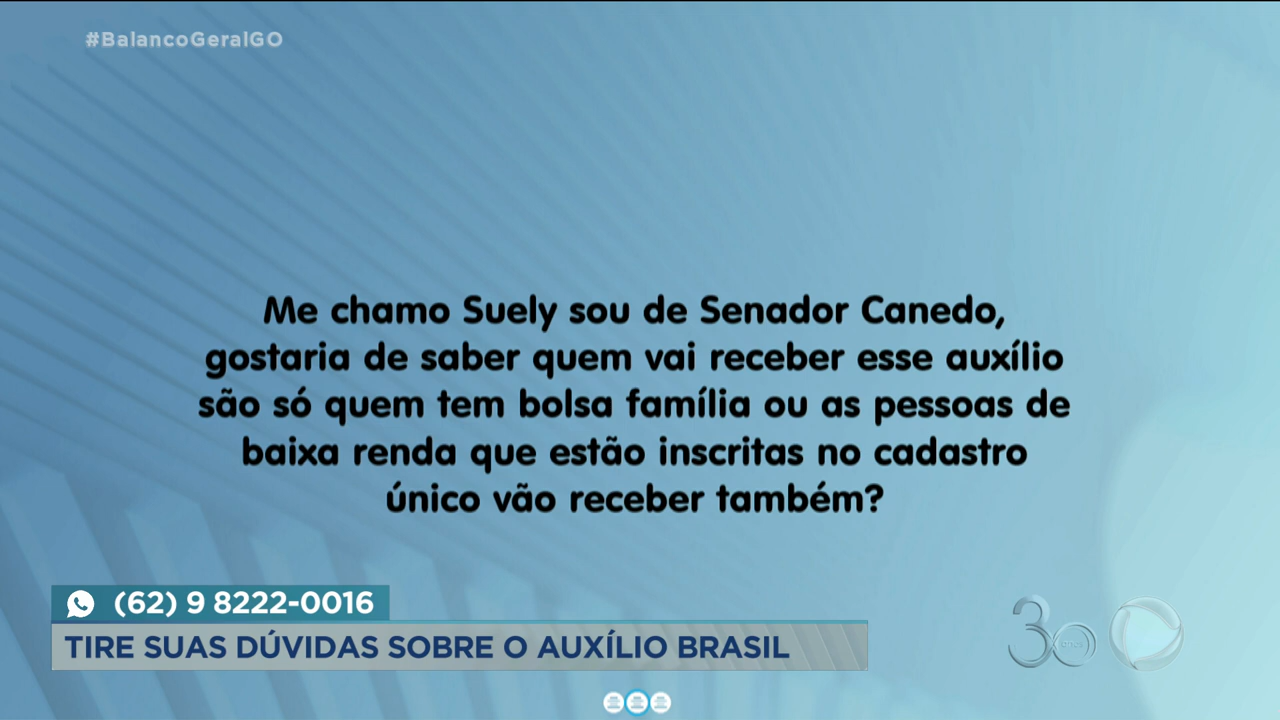 #BalancoGeralGO
Me chamo Suely sou de Senador Canedo,
gostaria de saber quem vai receber esse auxílio
são só quem tem bolsa família ou as pessoas de
baixa renda que estão inscritas no cadastro
único vão receber também?
(62) 9 8222-0016
TIRE SUAS DÚVIDAS SOBRE O AUXÍLIO BRASIL
30